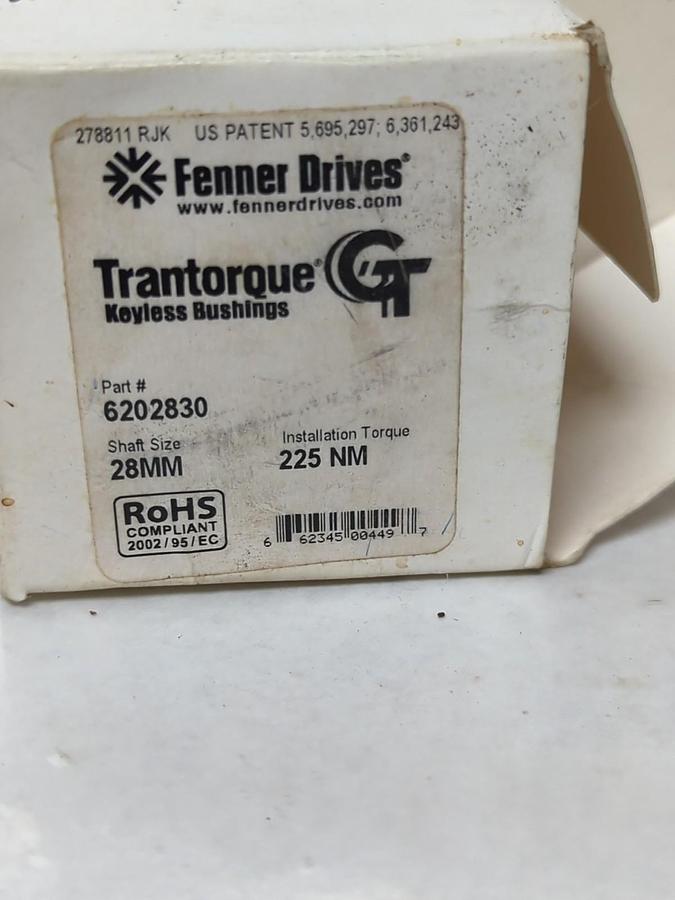 278811 RJK US PATENT 5,695,297; 6,361,243
Fenner Drives®
www.fennerdrives.com
Trantorque® GT
Keyless Bushings
Part #
6202830
Shaft Size Installation Torque
28MM 225 NM
RoHS
COMPLIANT
2002/95/EC
6 62345 00449 7